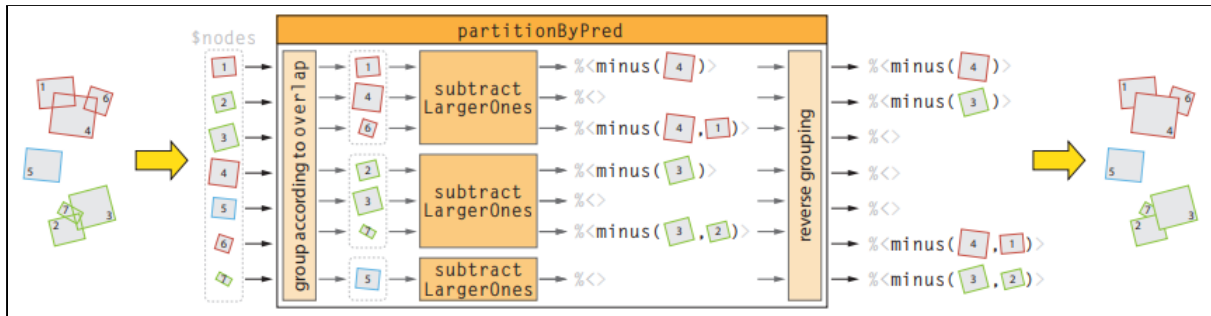 partitionByPred
$nodes
1
6
4
5
7
2
3
1
2
3
4
5
6
7
group according to overlap
1
4
6
2
3
7
5
subtract
LargerOnes
subtract
LargerOnes
subtract
LargerOnes
%<minus(4)>
%<>
%<minus(4,1)>
%<minus(3)>
%<>
%<minus(3,2)>
%<>
reverse grouping
%<minus(4)>
%<minus(3)>
%<>
%<>
%<>
%<minus(4,1)>
%<minus(3,2)>
1
6
4
5
7
2
3